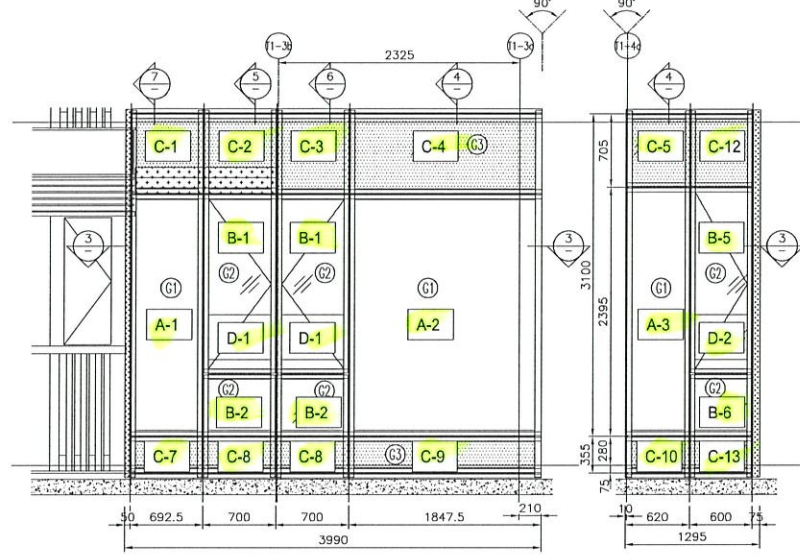 90° 90°
T1-3b T1-3c T1-4c
2325
7 5 6 4 4
C-1 C-2 C-3 C-4 G3 C-5 C-12
705
B-1 B-1 B-5
3 3 3
G2 G2 G2
G1 G1 G1
3100
2395
A-1 A-2 A-3
D-1 D-1 D-2
G2 G2 G2
B-2 B-2 B-6
C-7 C-8 C-8 G3 C-9 C-10 C-13
355 280
75
50 692.5 700 700 1847.5 210 10 620 600 75
3990 1295